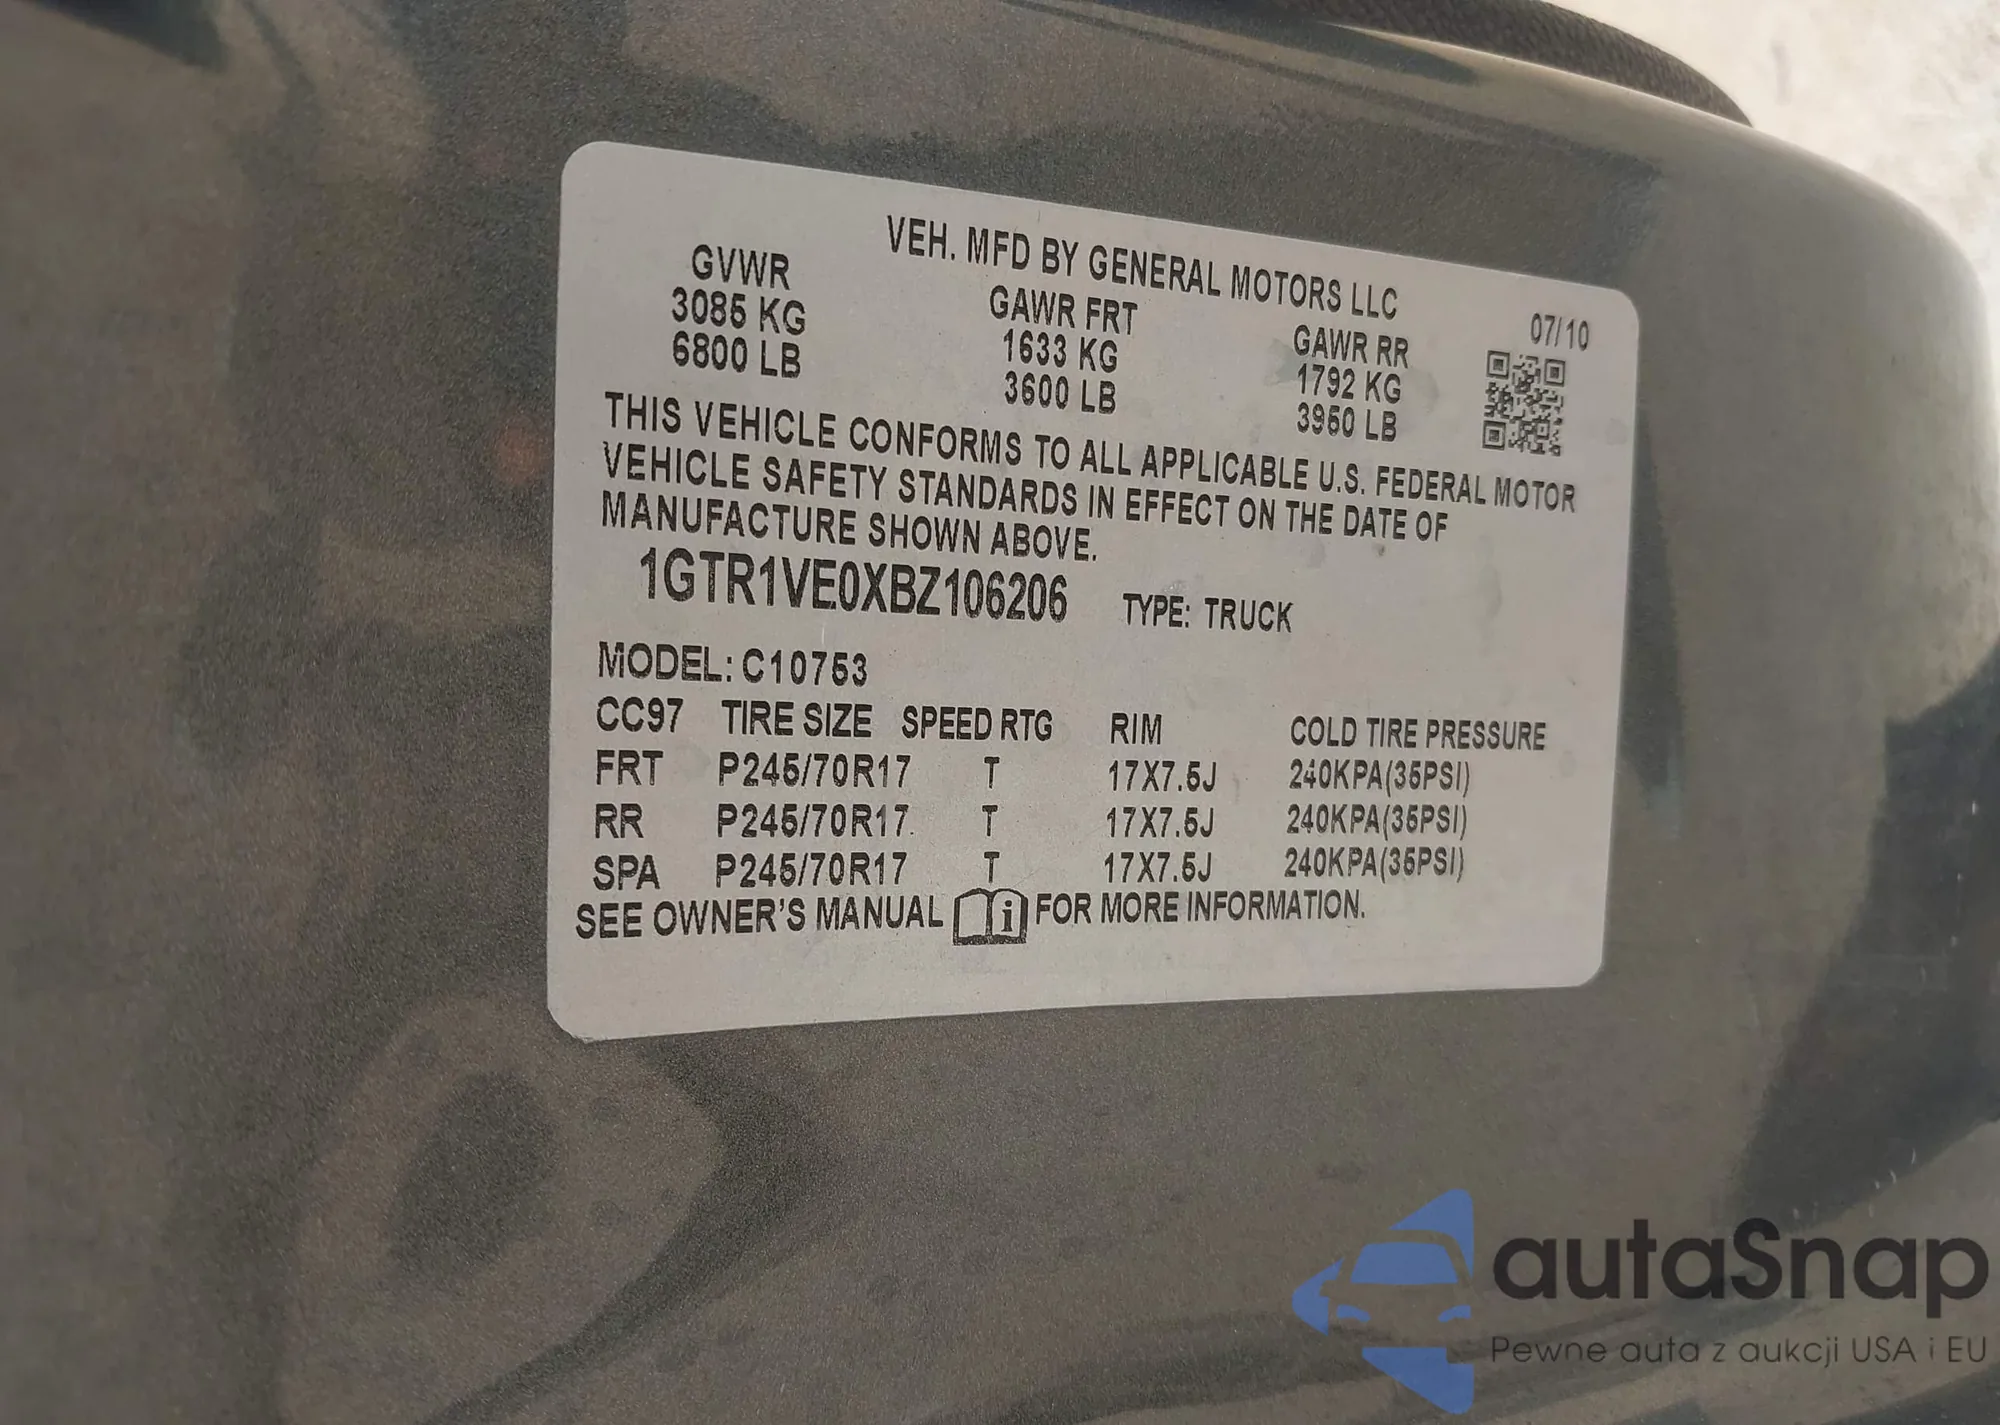 VEH. MFD BY GENERAL MOTORS LLC
GVWR GAWR FRT GAWR RR 07/10
3085 KG 1633 KG 1792 KG
6800 LB 3600 LB 3950 LB
THIS VEHICLE CONFORMS TO ALL APPLICABLE U.S. FEDERAL MOTOR
VEHICLE SAFETY STANDARDS IN EFFECT ON THE DATE OF
MANUFACTURE SHOWN ABOVE.
1GTR1VE0XBZ106206 TYPE: TRUCK
MODEL: C10753
CC97 TIRE SIZE SPEED RTG RIM COLD TIRE PRESSURE
FRT P245/70R17 T 17X7.5J 240KPA(35PSI)
RR P245/70R17 T 17X7.5J 240KPA(35PSI)
SPA P245/70R17 T 17X7.5J 240KPA(35PSI)
SEE OWNER'S MANUAL i FOR MORE INFORMATION.
autaSnap
Pewne auta z aukcji USA i EU